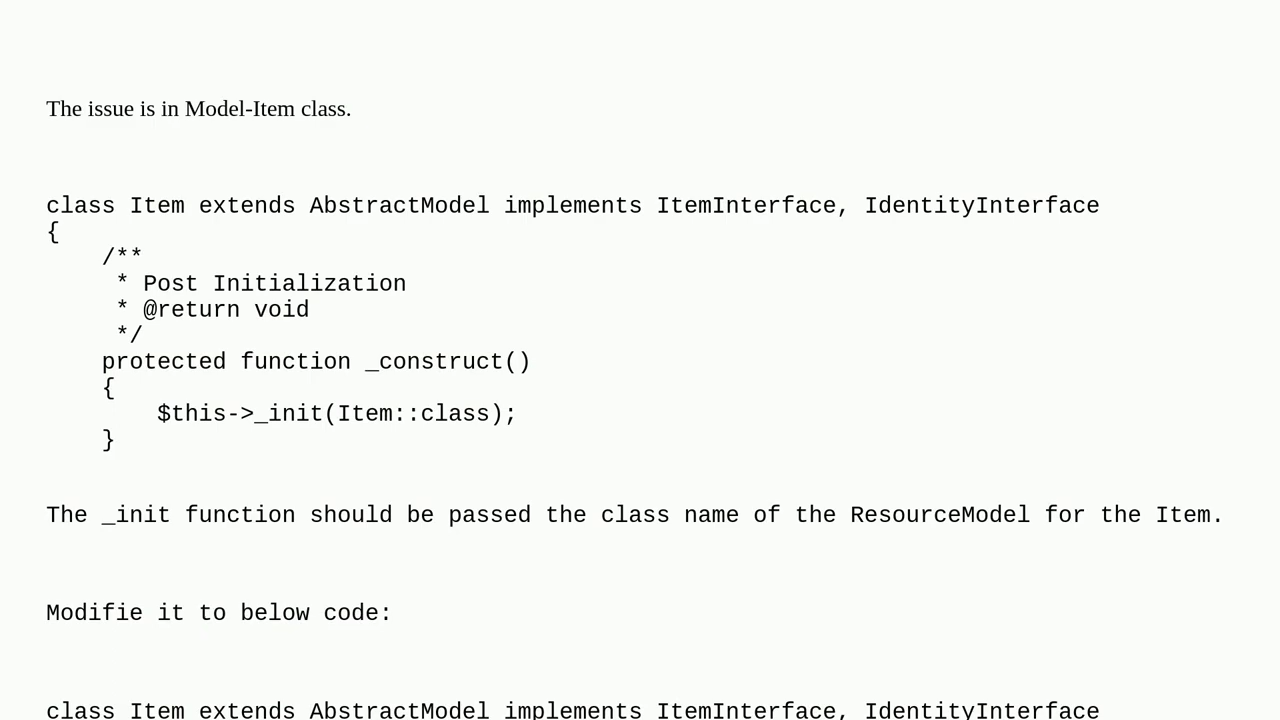 The issue is in Model-Item class.
class Item extends AbstractModel implements ItemInterface, IdentityInterface
{
    /**
     * Post Initialization
     * @return void
     */
    protected function _construct()
    {
        $this->_init(Item::class);
    }
The _init function should be passed the class name of the ResourceModel for the Item.
Modifie it to below code:
class Item extends AbstractModel implements ItemInterface, IdentityInterface